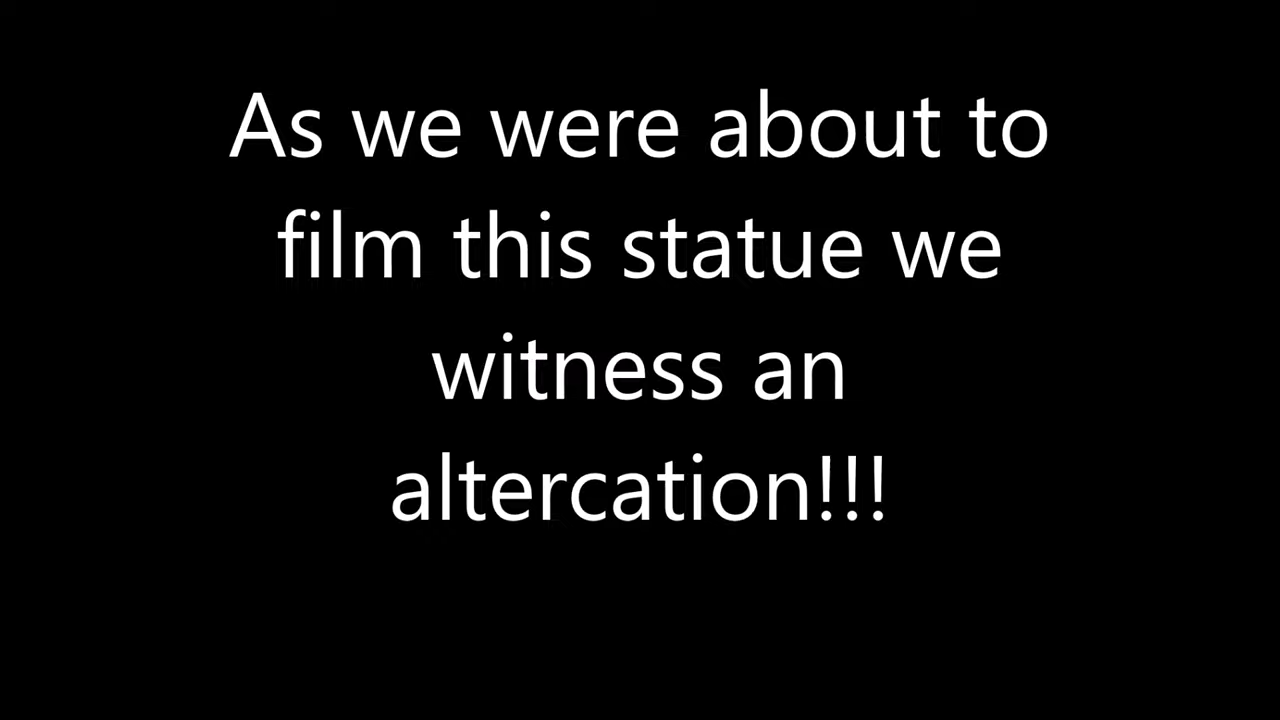 As we were about to
film this statue we
witness an
altercation!!!